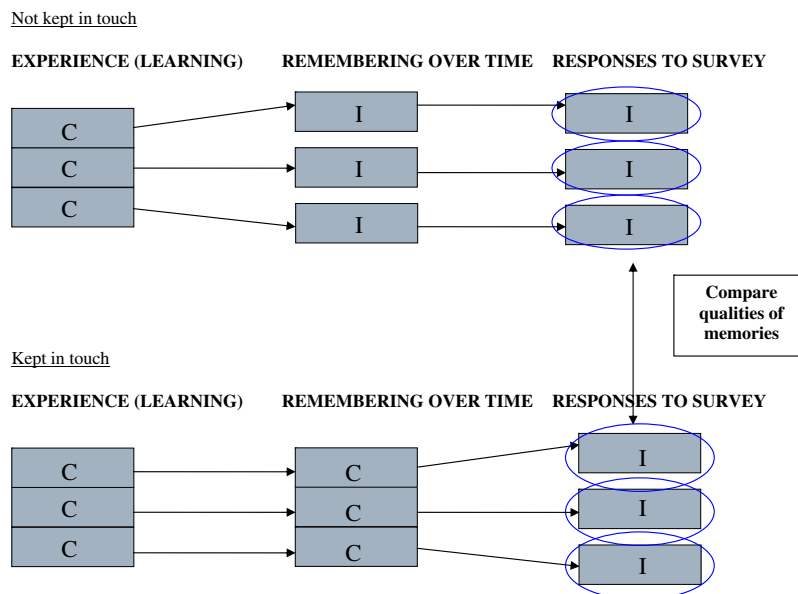 Not kept in touch
EXPERIENCE (LEARNING) REMEMBERING OVER TIME RESPONSES TO SURVEY
C I I
C I I
C I I
Compare
qualities of
memories
Kept in touch
EXPERIENCE (LEARNING) REMEMBERING OVER TIME RESPONSES TO SURVEY
C C I
C C I
C C I